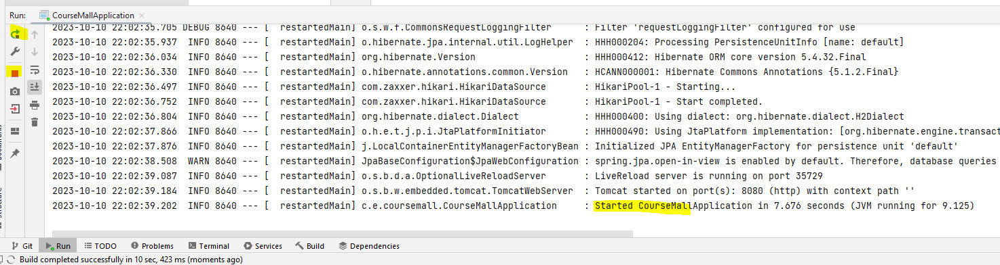 Run: CourseMallApplication
2023-10-10 22:02:35.705 DEBUG 8640 --- [  restartedMain] o.s.w.f.CommonsRequestLoggingFilter      : Filter 'requestLoggingFilter' configured for use
2023-10-10 22:02:35.937  INFO 8640 --- [  restartedMain] o.hibernate.jpa.internal.util.LogHelper  : HHH000204: Processing PersistenceUnitInfo [name: default]
2023-10-10 22:02:36.034  INFO 8640 --- [  restartedMain] org.hibernate.Version                    : HHH000412: Hibernate ORM core version 5.4.32.Final
2023-10-10 22:02:36.330  INFO 8640 --- [  restartedMain] o.hibernate.annotations.common.Version   : HCANN000001: Hibernate Commons Annotations {5.1.2.Final}
2023-10-10 22:02:36.497  INFO 8640 --- [  restartedMain] com.zaxxer.hikari.HikariDataSource       : HikariPool-1 - Starting...
2023-10-10 22:02:36.752  INFO 8640 --- [  restartedMain] com.zaxxer.hikari.HikariDataSource       : HikariPool-1 - Start completed.
2023-10-10 22:02:36.804  INFO 8640 --- [  restartedMain] org.hibernate.dialect.Dialect            : HHH000400: Using dialect: org.hibernate.dialect.H2Dialect
2023-10-10 22:02:37.866  INFO 8640 --- [  restartedMain] o.h.e.t.j.p.i.JtaPlatformInitiator       : HHH000490: Using JtaPlatform implementation: [org.hibernate.engine.transact
2023-10-10 22:02:37.876  INFO 8640 --- [  restartedMain] j.LocalContainerEntityManagerFactoryBean : Initialized JPA EntityManagerFactory for persistence unit 'default'
2023-10-10 22:02:38.508  WARN 8640 --- [  restartedMain] JpaBaseConfiguration$JpaWebConfiguration : spring.jpa.open-in-view is enabled by default. Therefore, database queries
2023-10-10 22:02:39.087  INFO 8640 --- [  restartedMain] o.s.b.d.a.OptionalLiveReloadServer       : LiveReload server is running on port 35729
2023-10-10 22:02:39.184  INFO 8640 --- [  restartedMain] o.s.b.w.embedded.tomcat.TomcatWebServer  : Tomcat started on port(s): 8080 (http) with context path ''
2023-10-10 22:02:39.202  INFO 8640 --- [  restartedMain] c.e.coursemall.CourseMallApplication     : Started CourseMallApplication in 7.676 seconds (JVM running for 9.125)
Git Run TODO Problems Terminal Services Build Dependencies
Build completed successfully in 10 sec, 423 ms (moments ago)